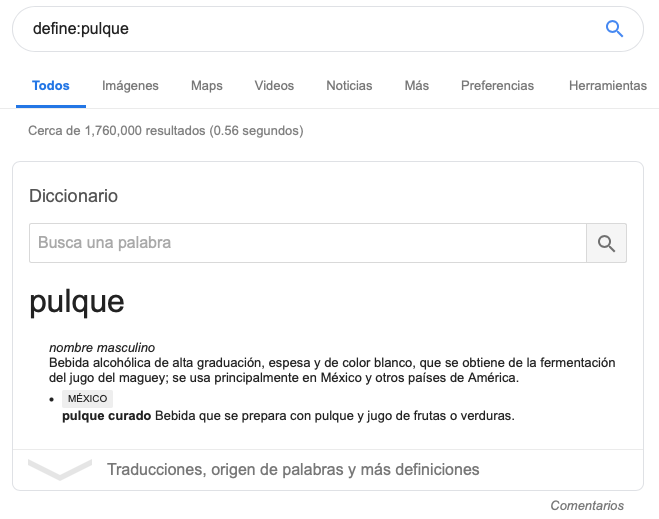 define:pulque
Todos Imágenes Maps Videos Noticias Más Preferencias Herramientas
Cerca de 1,760,000 resultados (0.56 segundos)
Diccionario
Busca una palabra
pulque
nombre masculino
Bebida alcohólica de alta graduación, espesa y de color blanco, que se obtiene de la fermentación
del jugo del maguey; se usa principalmente en México y otros países de América.
• MÉXICO
pulque curado Bebida que se prepara con pulque y jugo de frutas o verduras.
Traducciones, origen de palabras y más definiciones
Comentarios